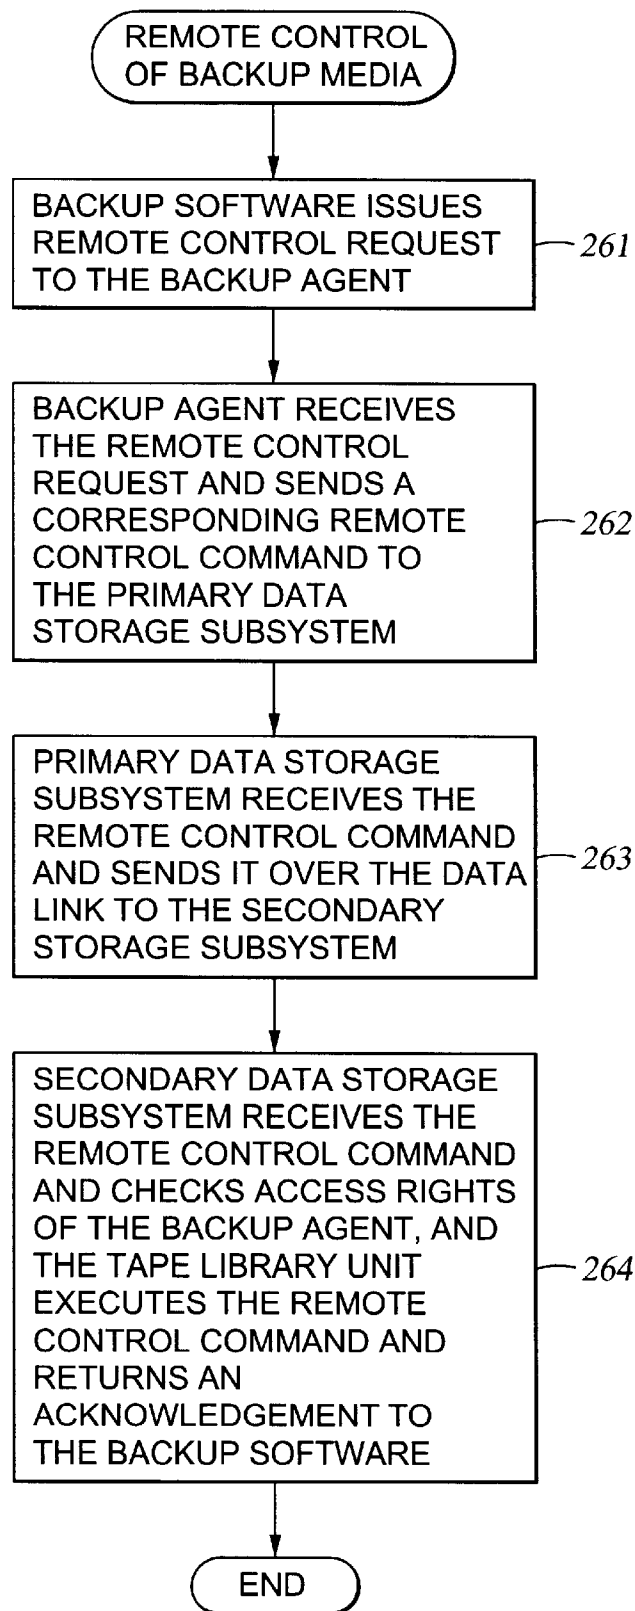 REMOTE CONTROL
OF BACKUP MEDIA
BACKUP SOFTWARE ISSUES
REMOTE CONTROL REQUEST
TO THE BACKUP AGENT
261
BACKUP AGENT RECEIVES
THE REMOTE CONTROL
REQUEST AND SENDS A
CORRESPONDING REMOTE
CONTROL COMMAND TO
THE PRIMARY DATA
STORAGE SUBSYSTEM
262
PRIMARY DATA STORAGE
SUBSYSTEM RECEIVES THE
REMOTE CONTROL COMMAND
AND SENDS IT OVER THE DATA
LINK TO THE SECONDARY
STORAGE SUBSYSTEM
263
SECONDARY DATA STORAGE
SUBSYSTEM RECEIVES THE
REMOTE CONTROL COMMAND
AND CHECKS ACCESS RIGHTS
OF THE BACKUP AGENT, AND
THE TAPE LIBRARY UNIT
EXECUTES THE REMOTE
CONTROL COMMAND AND
RETURNS AN
ACKNOWLEDGEMENT TO
THE BACKUP SOFTWARE
264
END